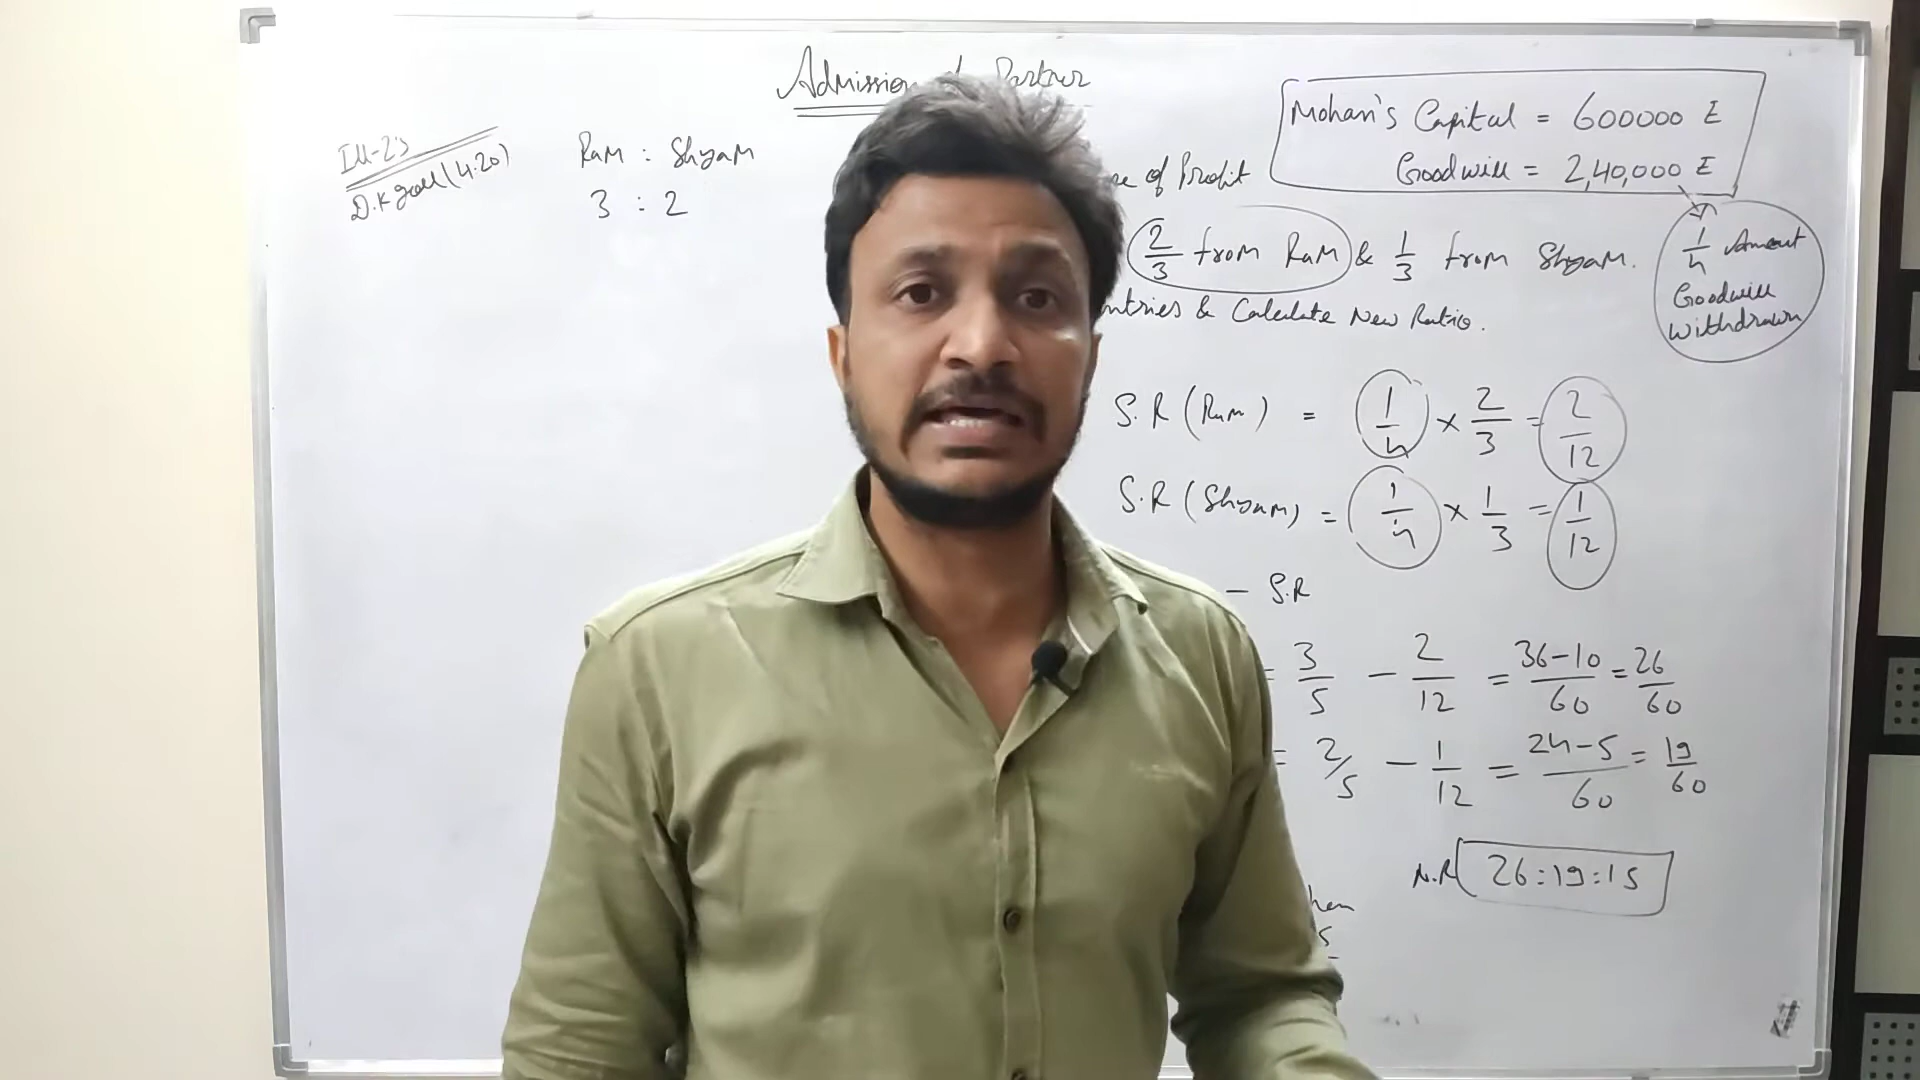 Admission Partner
Ill-25
D.K goel (4.20)
Ram : Shyam
3 : 2
Mohan's Capital = 600000 E
Goodwill = 2,40,000 E
of Profit
2/3 from Ram & 1/3 from Shyam.
1/4 Amount
Goodwill
withdrawn
ntries & Calculate New Ratio.
S.R (Ram) = 1/4 × 2/3 = 2/12
S.R (Shyam) = 1/4 × 1/3 = 1/12
- S.R
= 3/5 - 2/12 = 36-10/60 = 26/60
= 2/5 - 1/12 = 24-5/60 = 19/60
N.R 26:19:15